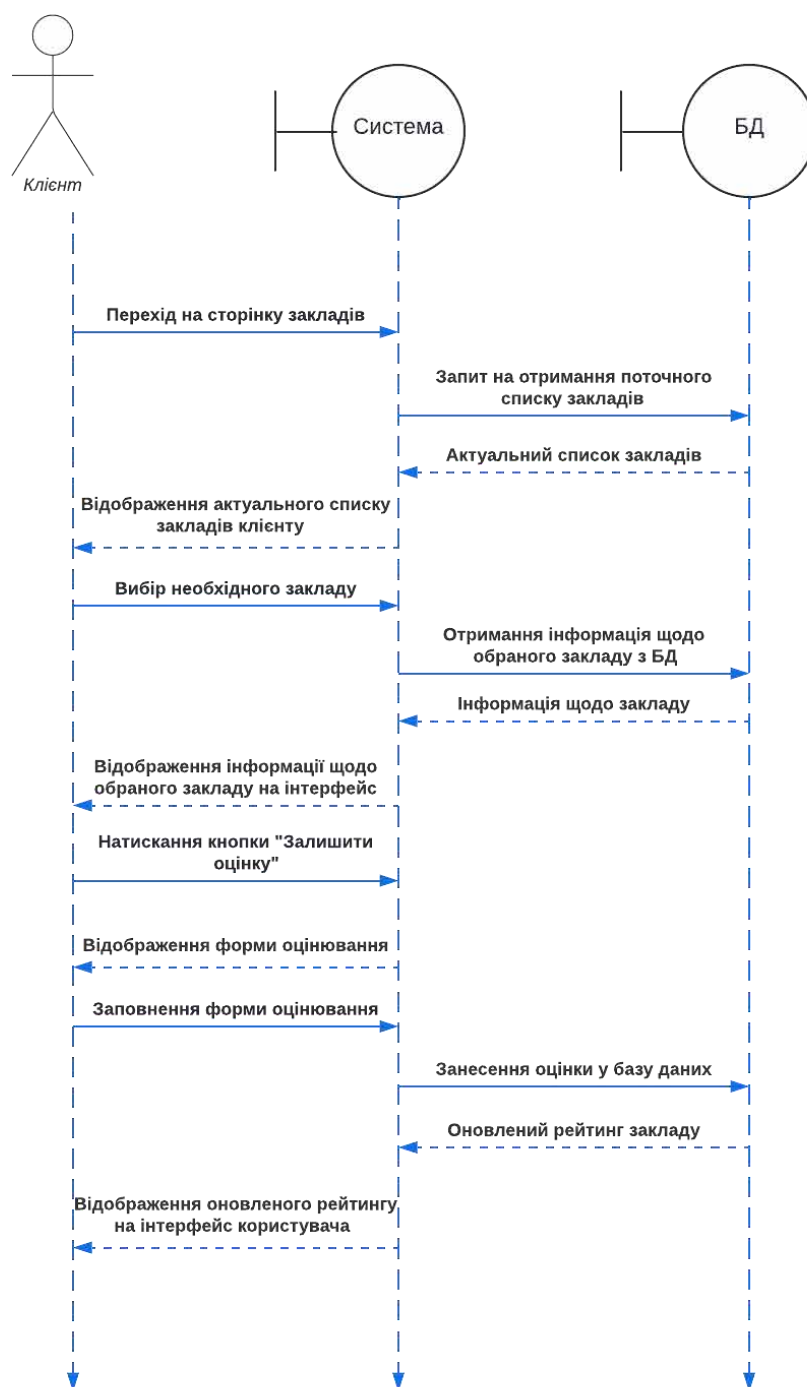 Клієнт
Система
БД
Перехід на сторінку закладів
Запит на отримання поточного
списку закладів
Актуальний список закладів
Відображення актуального списку
закладів клієнту
Вибір необхідного закладу
Отримання інформація щодо
обраного закладу з БД
Інформація щодо закладу
Відображення інформації щодо
обраного закладу на інтерфейс
Натискання кнопки "Залишити
оцінку"
Відображення форми оцінювання
Заповнення форми оцінювання
Занесення оцінки у базу даних
Оновлений рейтинг закладу
Відображення оновленого рейтингу
на інтерфейс користувача